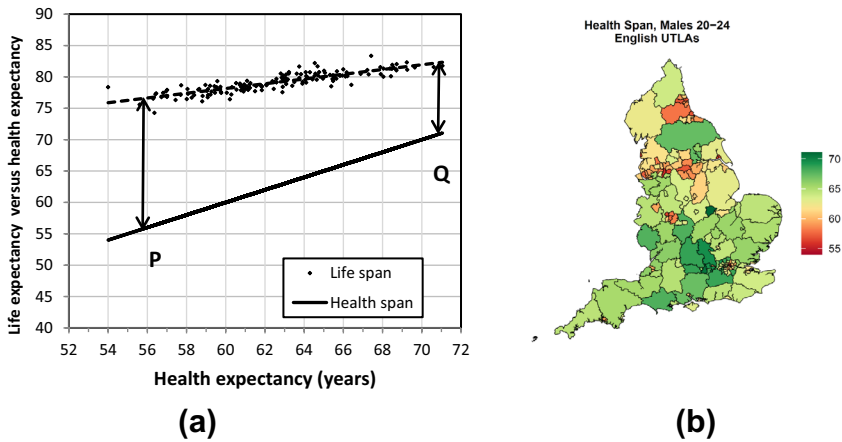 Life expectancy versus health expectancy
90
85
80
75
70
65
60
55
50
45
40
P
Q
Life span
Health span
52 54 56 58 60 62 64 66 68 70 72
Health expectancy (years)
(a)
Health Span, Males 20−24
English UTLAs
70
65
60
55
(b)